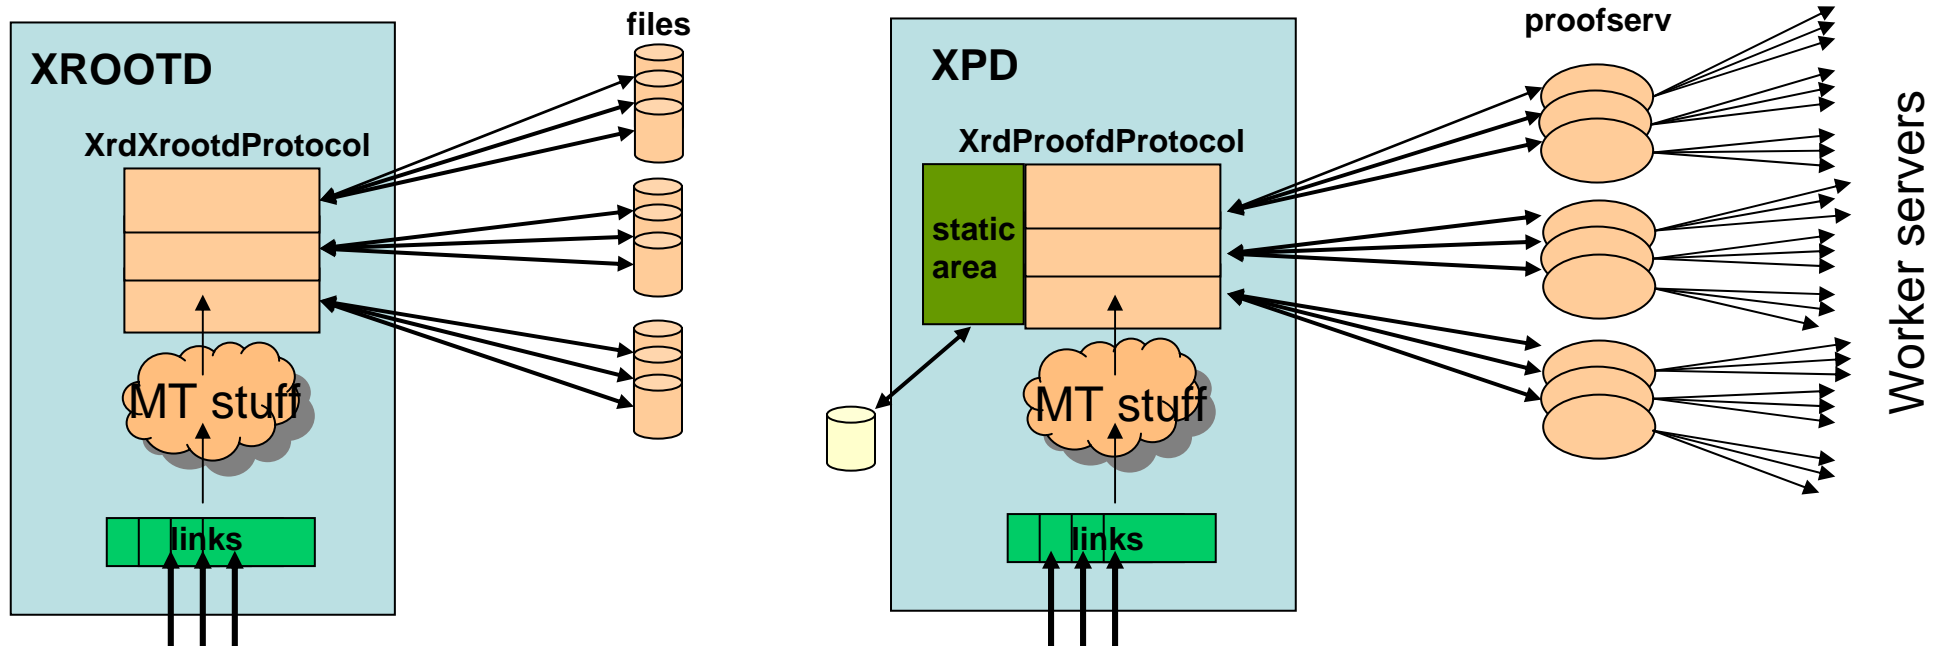 files
XROOTD
XrdXrootdProtocol
MT stuff
links
proofserv
XPD
XrdProofdProtocol
static
area
MT stuff
links
Worker servers